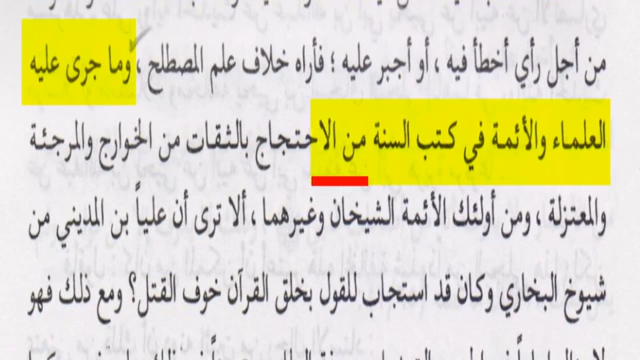 من أجل رأي أخطأ فيه ، أو أجبر عليه ؛ فأراه خلاف علم المصطلح ، وما جرى عليه
العلماء والأئمة في كتب السنة من الاحتجاج بالثقات من الخوارج والمرجئة
والمعتزلة ، ومن أولئك الأئمة الشيخان وغيرهما ، ألا ترى أن علياً بن المديني من
شيوخ البخاري وكان قد استجاب للقول بخلق القرآن خوف القتل؟ ومع ذلك فهو